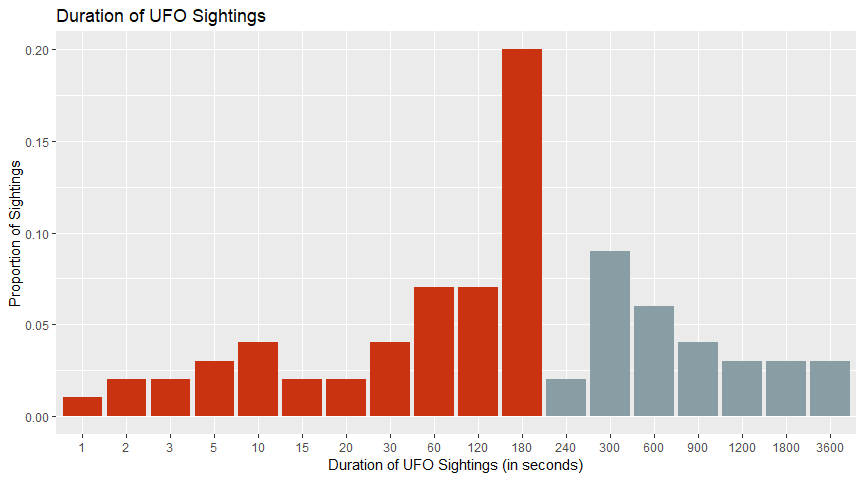 Duration of UFO Sightings
Proportion of Sightings
0.20
0.15
0.10
0.05
0.00
1 2 3 5 10 15 20 30 60 120 180 240 300 600 900 1200 1800 3600
Duration of UFO Sightings (in seconds)